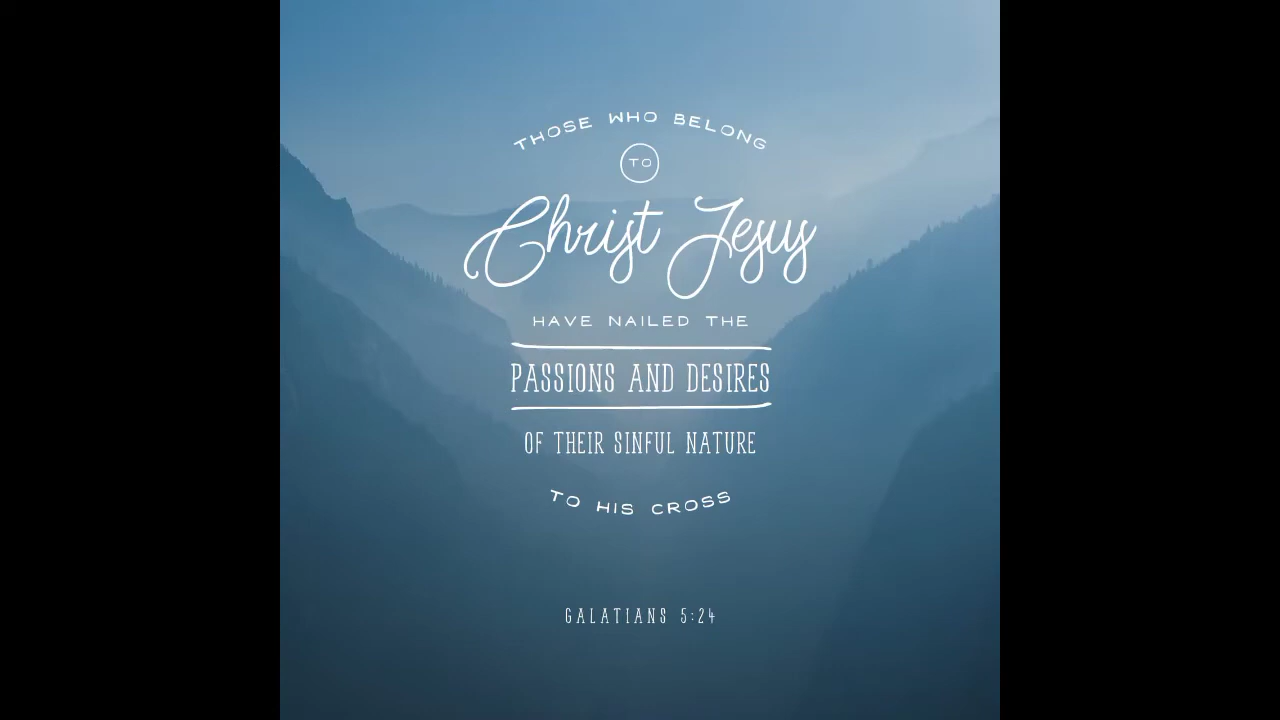 THOSE WHO BELONG
TO
Christ Jesus
HAVE NAILED THE
PASSIONS AND DESIRES
OF THEIR SINFUL NATURE
TO HIS CROSS
GALATIANS 5:24